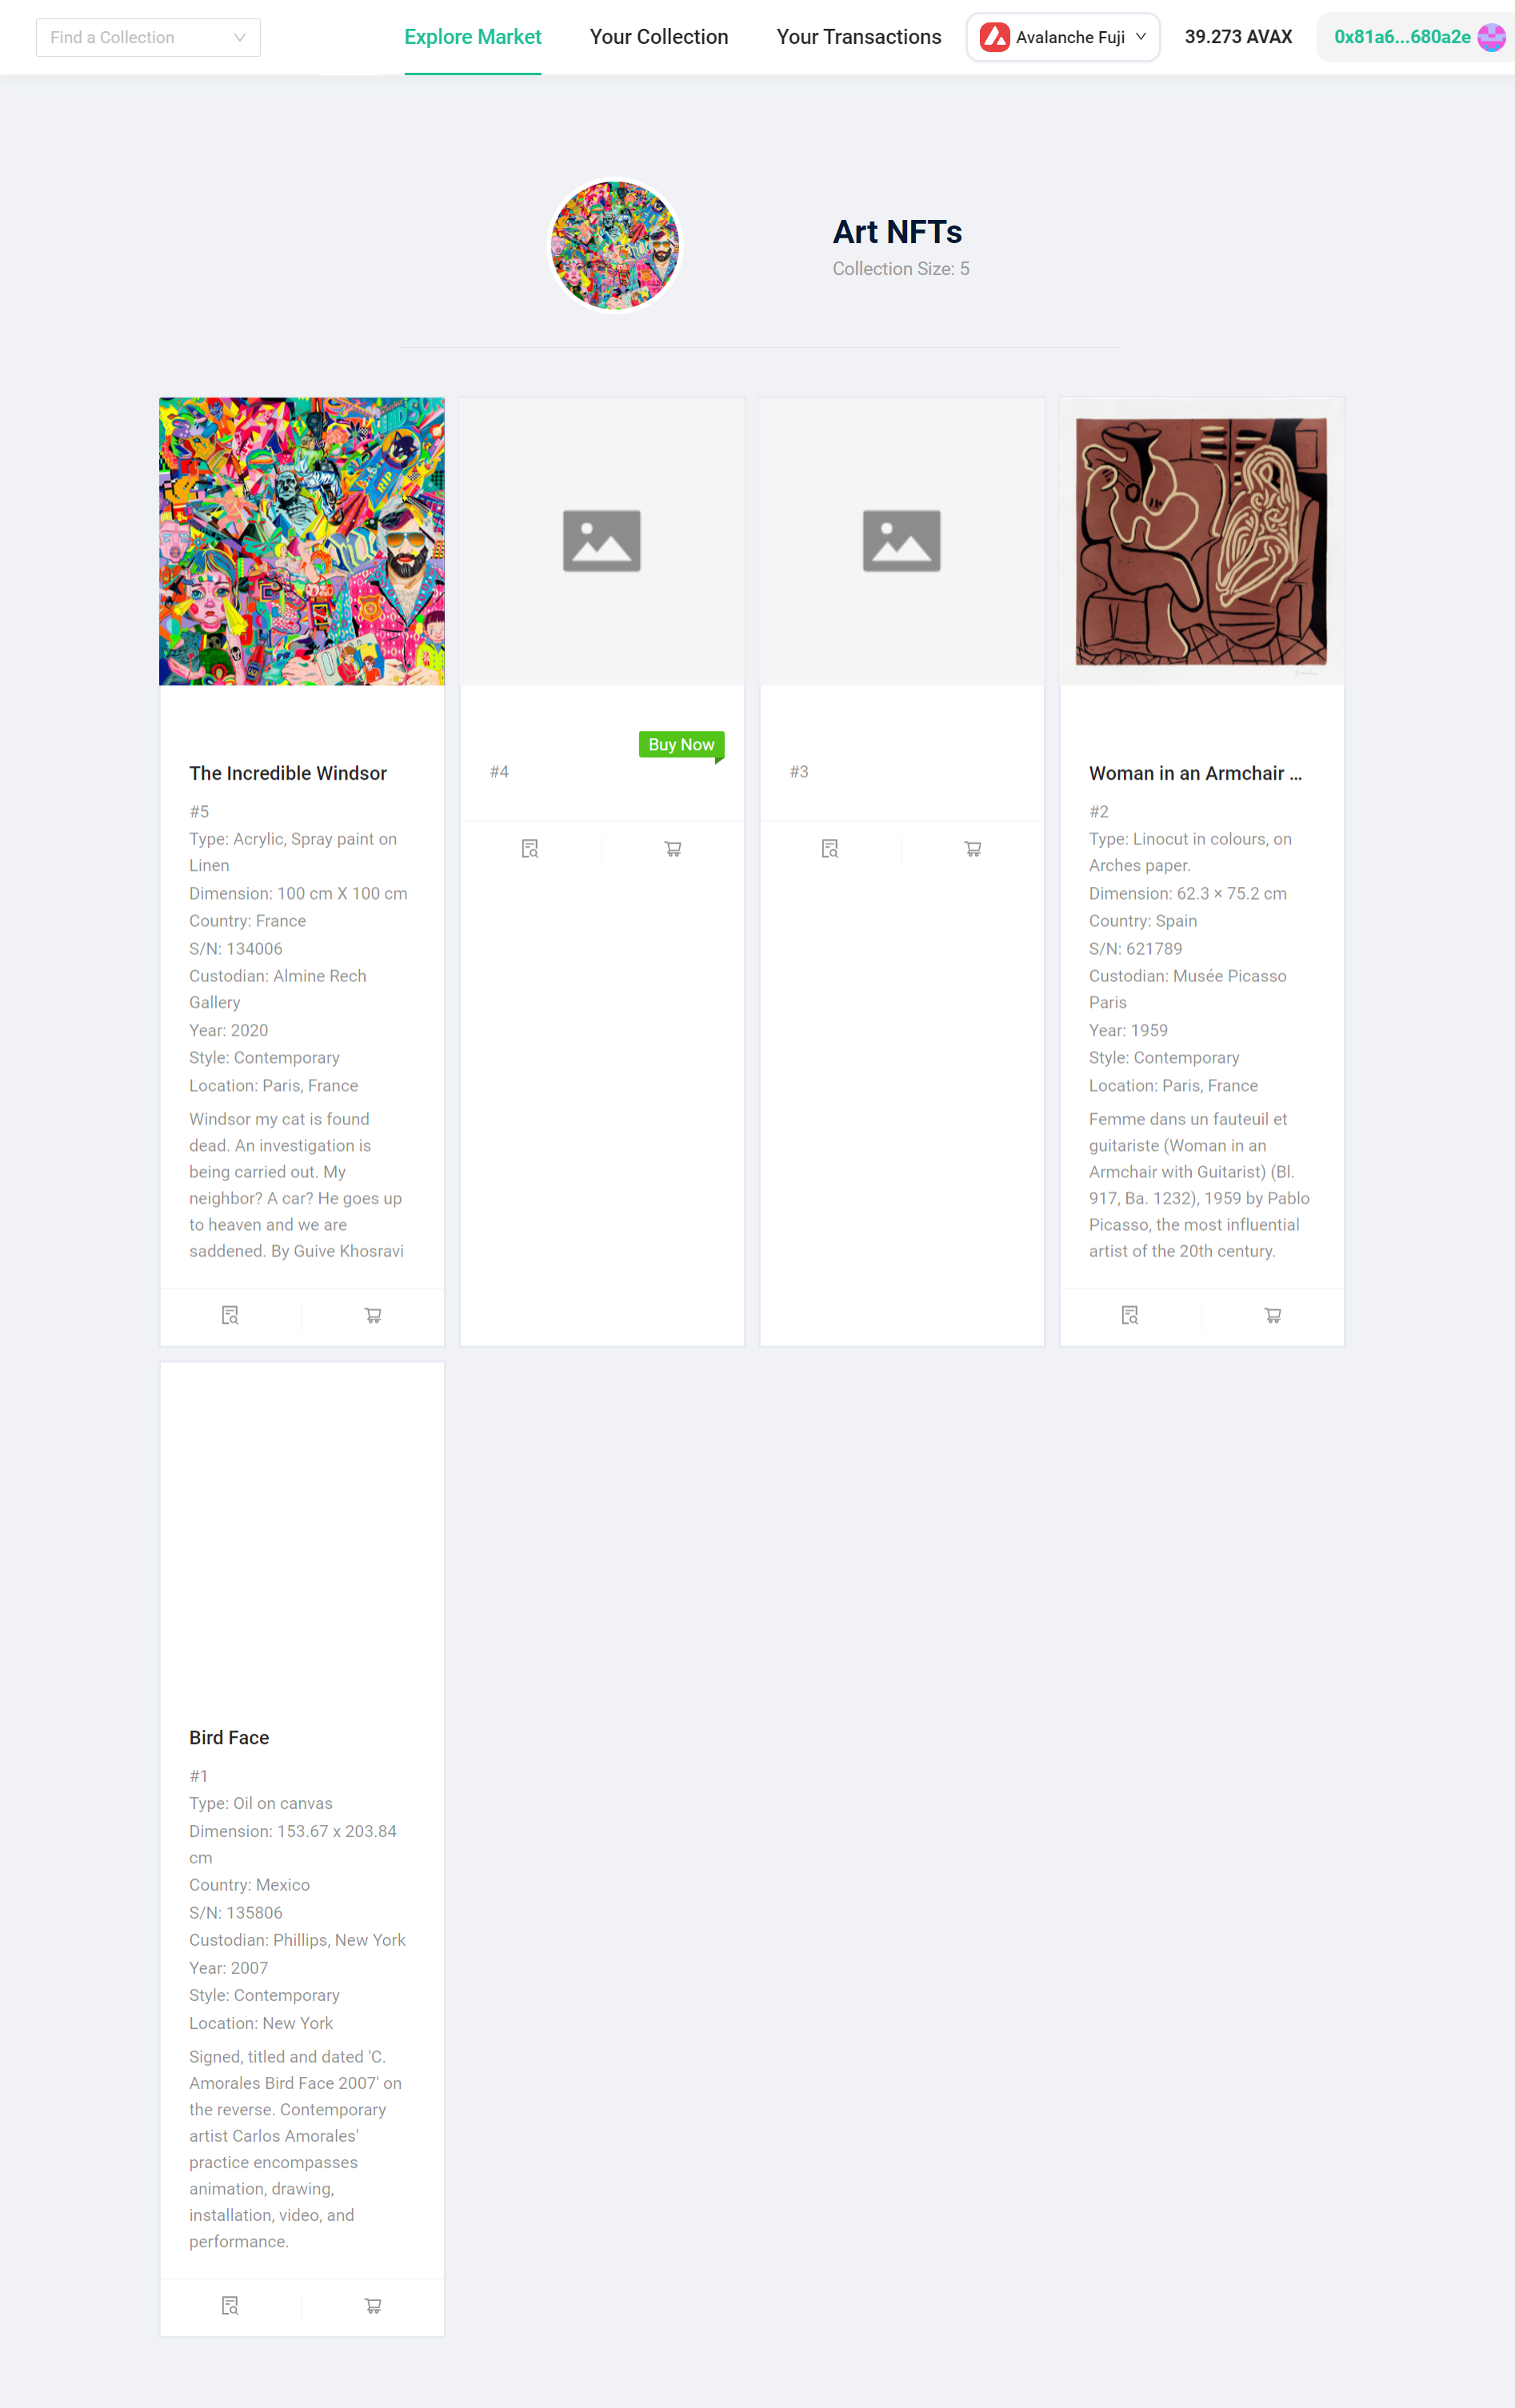 Find a Collection
Explore Market
Your Collection
Your Transactions
Avalanche Fuji
39.273 AVAX
0x81a6...680a2e
Art NFTs
Collection Size: 5
RIP
The Incredible Windsor
#5
Type: Acrylic, Spray paint on
Linen
Dimension: 100 cm X 100 cm
Country: France
S/N: 134006
Custodian: Almine Rech
Gallery
Year: 2020
Style: Contemporary
Location: Paris, France
Windsor my cat is found
dead. An investigation is
being carried out. My
neighbor? A car? He goes up
to heaven and we are
saddened. By Guive Khosravi
Buy Now
#4
#3
Woman in an Armchair ...
#2
Type: Linocut in colours, on
Arches paper.
Dimension: 62.3 × 75.2 cm
Country: Spain
S/N: 621789
Custodian: Musée Picasso
Paris
Year: 1959
Style: Contemporary
Location: Paris, France
Femme dans un fauteuil et
guitariste (Woman in an
Armchair with Guitarist) (Bl.
917, Ba. 1232), 1959 by Pablo
Picasso, the most influential
artist of the 20th century.
Bird Face
#1
Type: Oil on canvas
Dimension: 153.67 x 203.84
cm
Country: Mexico
S/N: 135806
Custodian: Phillips, New York
Year: 2007
Style: Contemporary
Location: New York
Signed, titled and dated 'C.
Amorales Bird Face 2007' on
the reverse. Contemporary
artist Carlos Amorales'
practice encompasses
animation, drawing,
installation, video, and
performance.